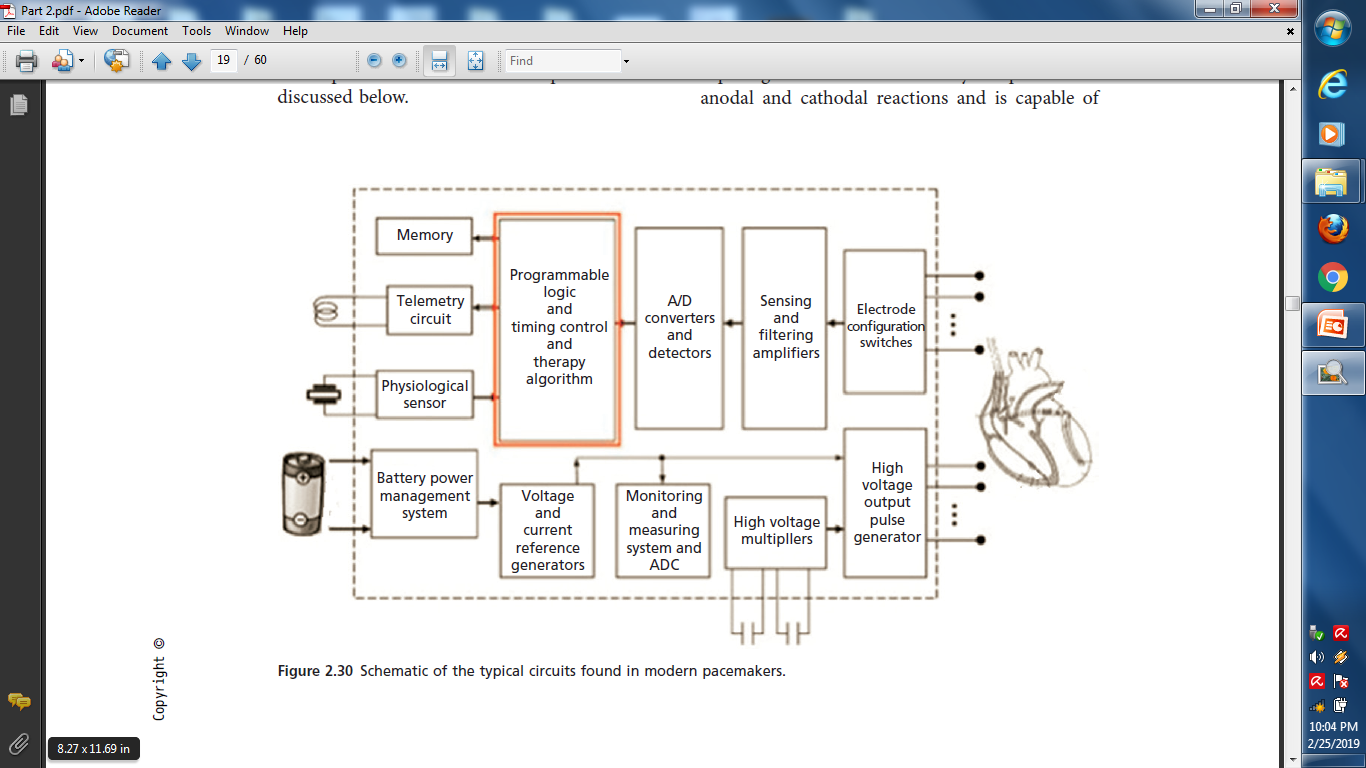 Part 2.pdf - Adobe Reader
File Edit View Document Tools Window Help
19 / 60
Find
discussed below.
anodal and cathodal reactions and is capable of
Memory
Telemetry
circuit
Physiological
sensor
Programmable
logic
and
timing control
and
therapy
algorithm
A/D
converters
and
detectors
Sensing
and
filtering
amplifiers
Electrode
configuration
switches
Battery power
management
system
Voltage
and
current
reference
generators
Monitoring
and
measuring
system and
ADC
High voltage
multipliers
High
voltage
output
pulse
generator
Figure 2.30 Schematic of the typical circuits found in modern pacemakers.
Copyright ©
8.27 x 11.69 in
10:04 PM
2/25/2019